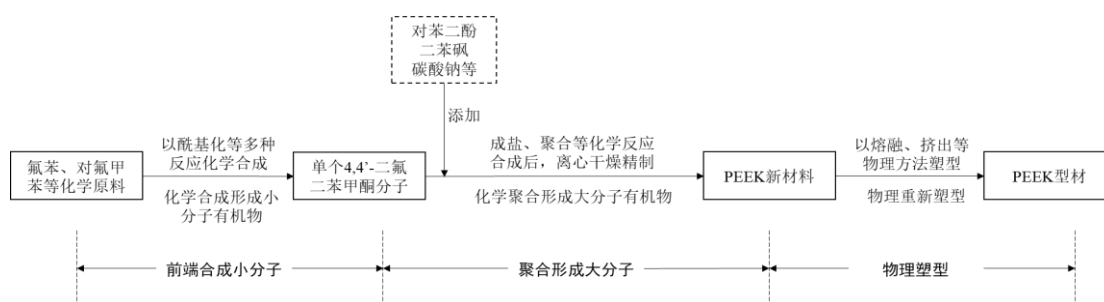 对苯二酚
二苯砜
碳酸钠等
添加
以酰基化等多种
反应化学合成
成盐、聚合等化学反应
合成后，离心干燥精制
以熔融、挤出等
物理方法塑型
氟苯、对氟甲
苯等化学原料
单个4,4’-二氟
二苯甲酮分子
PEEK新材料
PEEK型材
化学合成形成小
分子有机物
化学聚合形成大分子有机物
物理重新塑型
前端合成小分子
聚合形成大分子
物理塑型